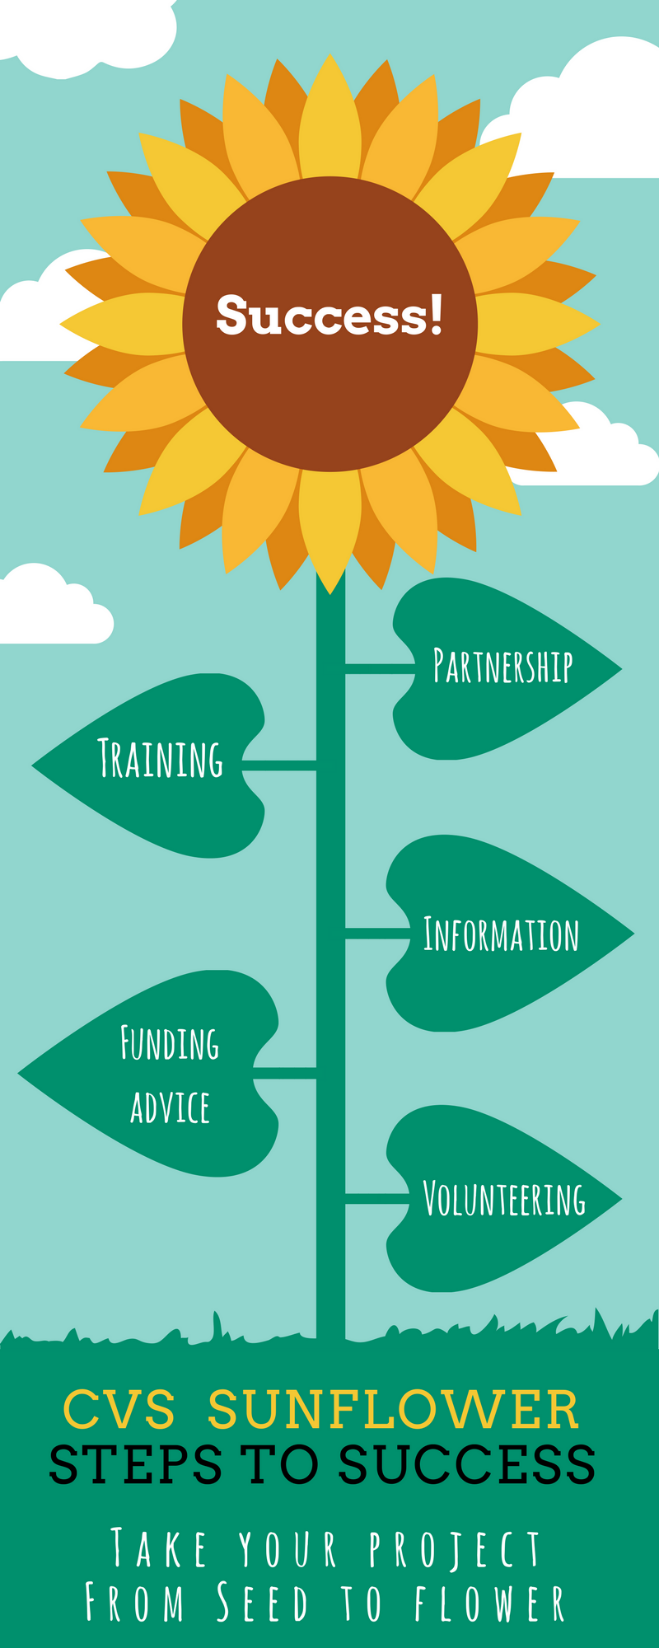 Success!
Partnership
Training
Information
Funding
advice
Volunteering
CVS SUNFLOWER
STEPS TO SUCCESS
Take your project
From Seed to flower